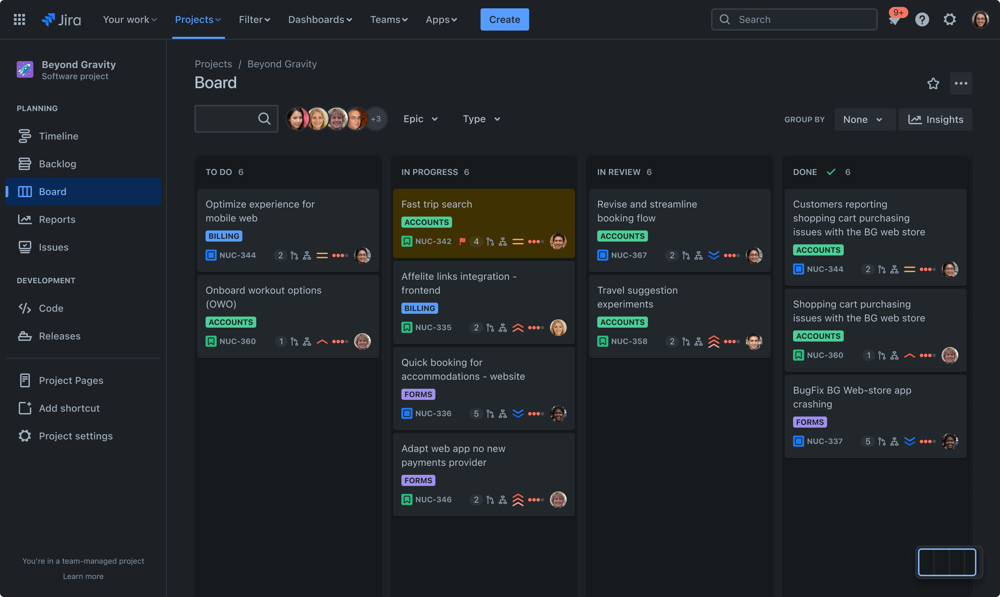 Jira
Your work
Projects
Filter
Dashboards
Teams
Apps
Create
Search
9+
Beyond Gravity
Software project
PLANNING
Timeline
Backlog
Board
Reports
Issues
DEVELOPMENT
Code
Releases
Project Pages
Add shortcut
Project settings
You're in a team-managed project
Learn more
Projects / Beyond Gravity
Board
+3
Epic
Type
GROUP BY
None
Insights
TO DO 6
Optimize experience for
mobile web
BILLING
NUC-344 2
Onboard workout options
(OWO)
ACCOUNTS
NUC-360 1
IN PROGRESS 6
Fast trip search
ACCOUNTS
NUC-342 4
Affelite links integration -
frontend
BILLING
NUC-335 2
Quick booking for
accommodations - website
FORMS
NUC-336 5
Adapt web app no new
payments provider
FORMS
NUC-346 2
IN REVIEW 6
Revise and streamline
booking flow
ACCOUNTS
NUC-367 2
Travel suggestion
experiments
ACCOUNTS
NUC-358 2
DONE 6
Customers reporting
shopping cart purchasing
issues with the BG web store
ACCOUNTS
NUC-344 2
Shopping cart purchasing
issues with the BG web store
ACCOUNTS
NUC-360 1
BugFix BG Web-store app
crashing
FORMS
NUC-337 5